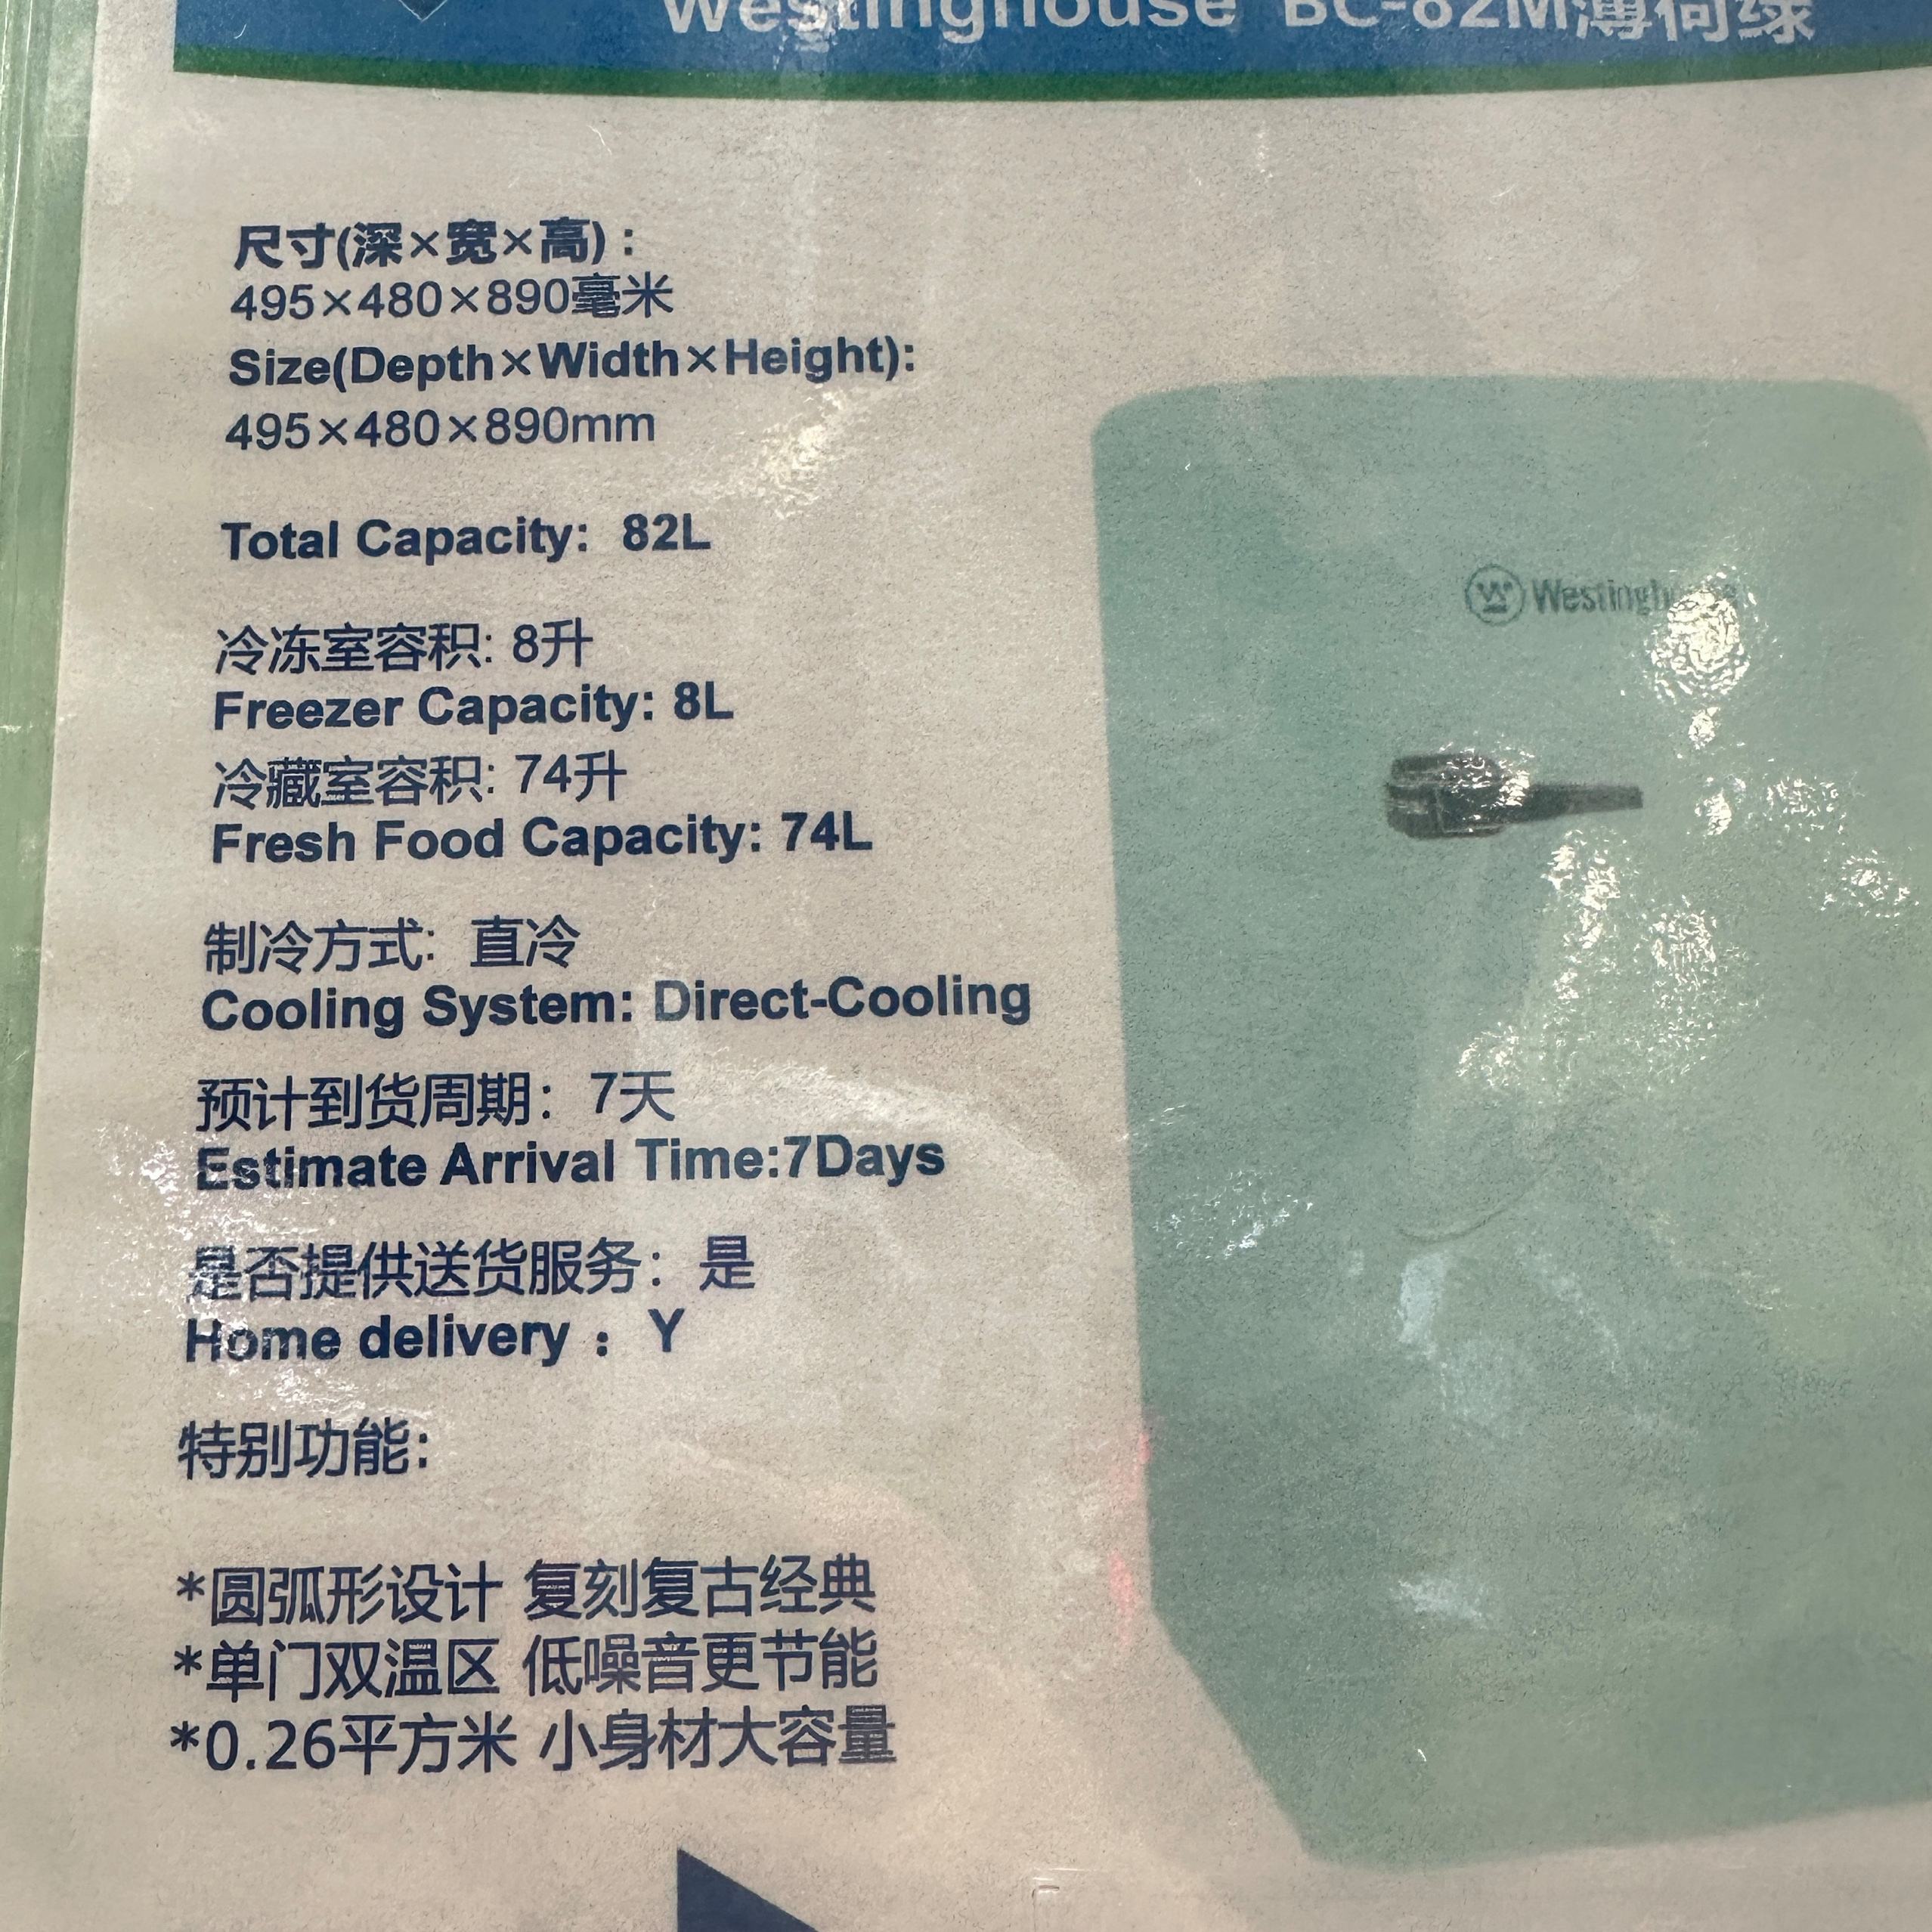 Westinghouse BC-82M薄荷绿
尺寸(深×宽×高) :
495×480×890毫米
Size(Depth×Width×Height):
495×480×890mm
Total Capacity: 82L
冷冻室容积: 8升
Freezer Capacity: 8L
冷藏室容积: 74升
Fresh Food Capacity: 74L
制冷方式: 直冷
Cooling System: Direct-Cooling
预计到货周期: 7天
Estimate Arrival Time:7Days
是否提供送货服务: 是
Home delivery : Y
特别功能:
*圆弧形设计 复刻复古经典
*单门双温区 低噪音更节能
*0.26平方米 小身材大容量
Westinghouse